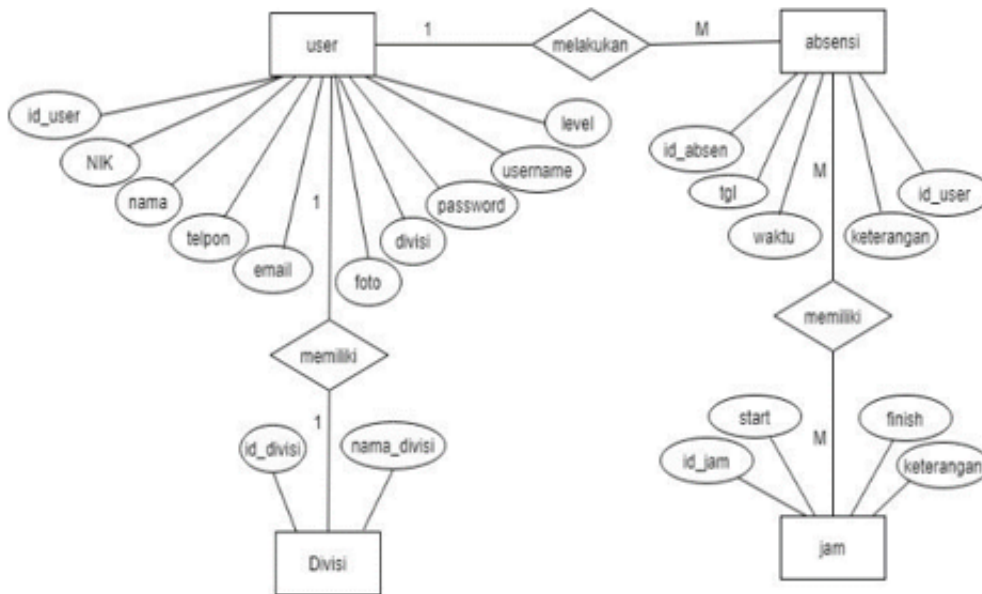 user
1
melakukan
M
absensi
id_user
NIK
nama
telpon
email
1
foto
divisi
password
username
level
id_absen
tgl
waktu
M
keterangan
id_user
memiliki
memiliki
1
id_divisi
nama_divisi
Divisi
M
id_jam
start
finish
keterangan
jam